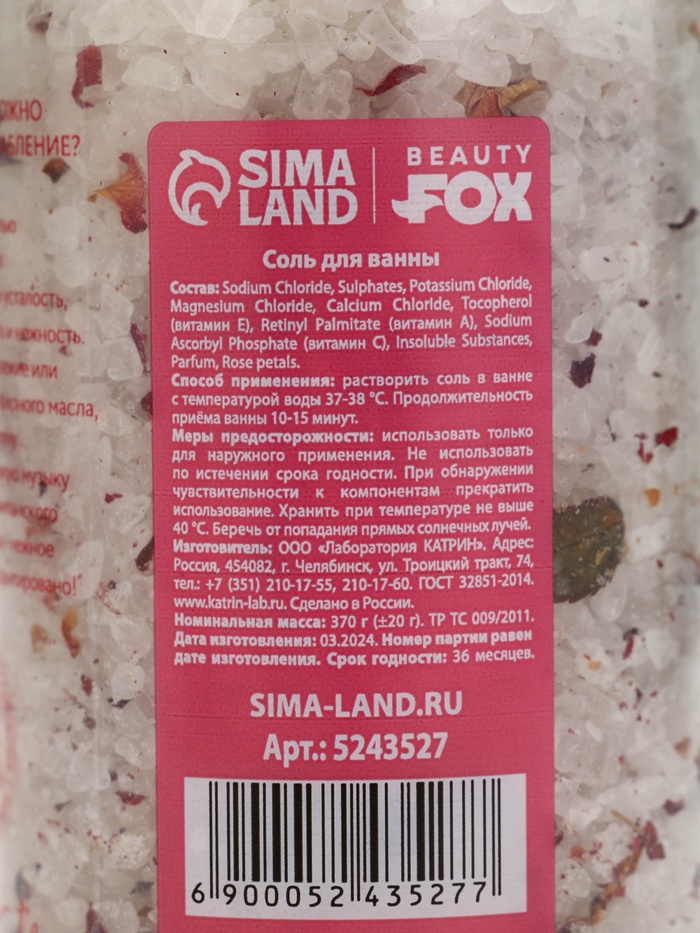 SIMA LAND
BEAUTY FOX
Соль для ванны
Состав: Sodium Chloride, Sulphates, Potassium Chloride,
Magnesium Chloride, Calcium Chloride, Tocopherol
(витамин Е), Retinyl Palmitate (витамин А), Sodium
Ascorbyl Phosphate (витамин С), Insoluble Substances,
Parfum, Rose petals.
Способ применения: растворить соль в ванне
с температурой воды 37-38 °С. Продолжительность
приёма ванны 10-15 минут.
Меры предосторожности: использовать только
для наружного применения. Не использовать
по истечении срока годности. При обнаружении
чувствительности к компонентам прекратить
использование. Хранить при температуре не выше
40 °С. Беречь от попадания прямых солнечных лучей.
Изготовитель: ООО «Лаборатория КАТРИН». Адрес:
Россия, 454082, г. Челябинск, ул. Троицкий тракт, 74,
тел.: +7 (351) 210-17-55, 210-17-60. ГОСТ 32851-2014.
www.katrin-lab.ru. Сделано в России.
Номинальная масса: 370 г (±20 г). ТР ТС 009/2011.
Дата изготовления: 03.2024. Номер партии равен
дате изготовления. Срок годности: 36 месяцев.
SIMA-LAND.RU
Арт.: 5243527
6 900052 435277
усталость,
и нежность.
или
масла,
музыку